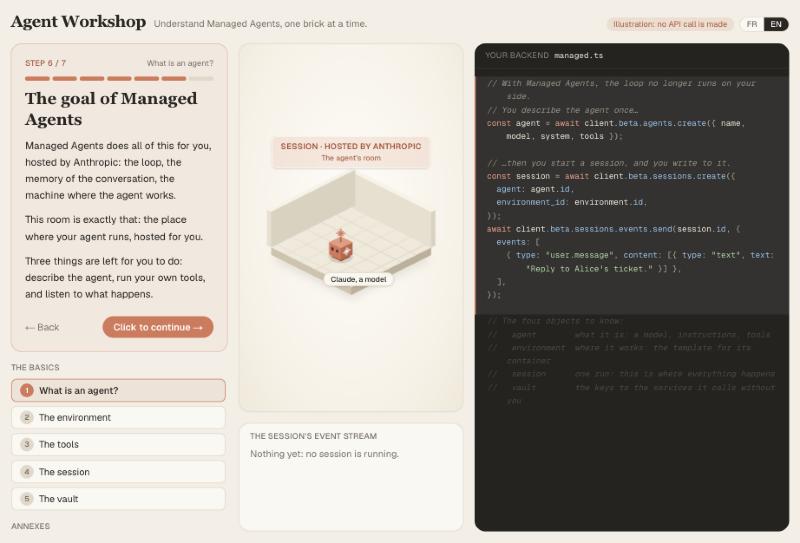 Agent Workshop
Understand Managed Agents, one brick at a time.
Illustration: no API call is made
FR
EN
STEP 6 / 7
What is an agent?
The goal of Managed
Agents
Managed Agents does all of this for you,
hosted by Anthropic: the loop, the
memory of the conversation, the
machine where the agent works.
This room is exactly that: the place
where your agent runs, hosted for you.
Three things are left for you to do:
describe the agent, run your own tools,
and listen to what happens.
← Back
Click to continue →
THE BASICS
1 What is an agent?
2 The environment
3 The tools
4 The session
5 The vault
ANNEXES
SESSION · HOSTED BY ANTHROPIC
The agent's room
Claude, a model
THE SESSION'S EVENT STREAM
Nothing yet: no session is running.
YOUR BACKEND managed.ts
// With Managed Agents, the loop no longer runs on your
side.
// You describe the agent once…
const agent = await client.beta.agents.create({ name,
model, system, tools });
// …then you start a session, and you write to it.
const session = await client.beta.sessions.create({
agent: agent.id,
environment_id: environment.id,
});
await client.beta.sessions.events.send(session.id, {
events: [
{ type: "user.message", content: [{ type: "text", text:
"Reply to Alice's ticket." }] },
],
});
// The four objects to know:
// agent what it is: a model, instructions, tools
// environment where it works: the template for its
container
// session one run: this is where everything happens
// vault the keys to the services it calls without
you